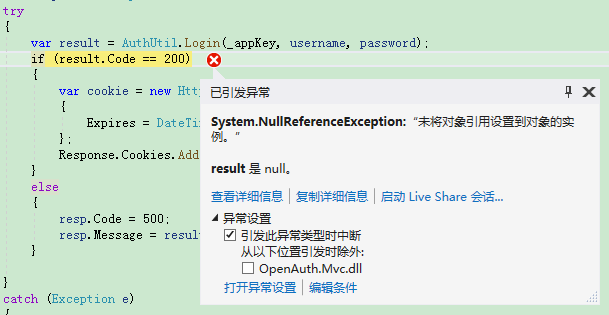 try
{
var result = AuthUtil.Login(_appKey, username, password);
if (result.Code == 200)
{
var cookie = new Htt
{
Expires = DateTim
};
Response.Cookies.Add
}
else
{
resp.Code = 500;
resp.Message = resul
}
}
catch (Exception e)
{
已引发异常
System.NullReferenceException:“未将对象引用设置到对象的实
例。”
result 是 null。
查看详细信息 | 复制详细信息 | 启动 Live Share 会话...
异常设置
引发此异常类型时中断
从以下位置引发时除外:
OpenAuth.Mvc.dll
打开异常设置 | 编辑条件